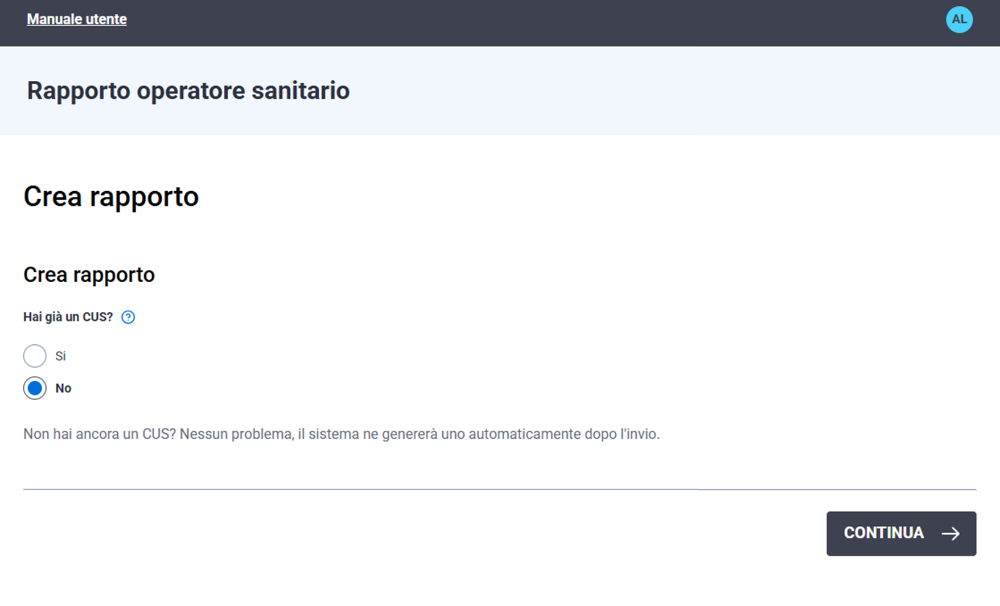 Manuale utente
AL
Rapporto operatore sanitario
Crea rapporto
Crea rapporto
Hai già un CUS? ?
Si
No
Non hai ancora un CUS? Nessun problema, il sistema ne genererà uno automaticamente dopo l'invio.
CONTINUA →